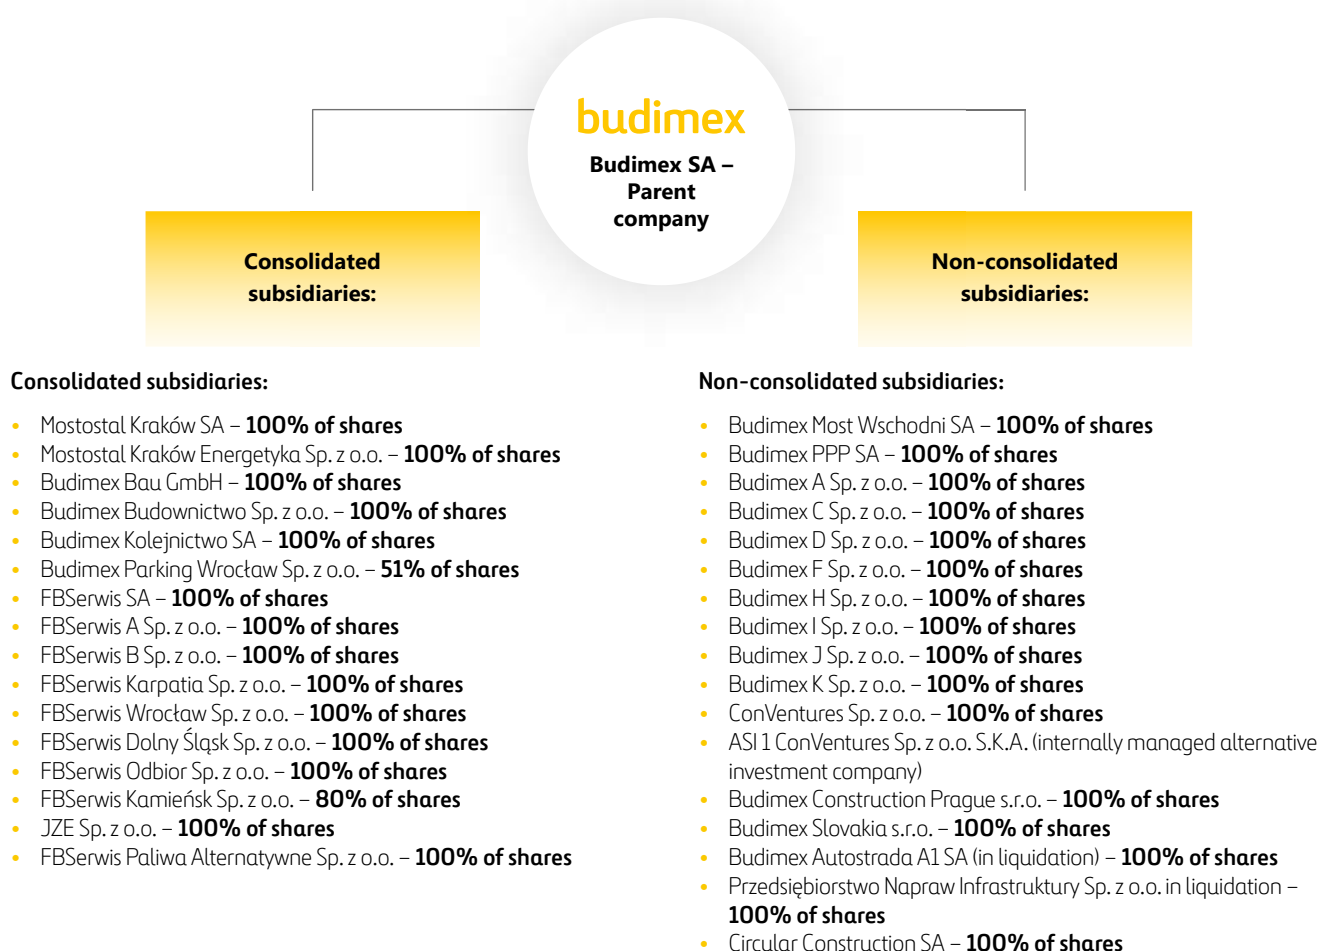 budimex
Budimex SA –
Parent
company
Consolidated
subsidiaries:
Non-consolidated
subsidiaries:
Consolidated subsidiaries:
• Mostostal Kraków SA – 100% of shares
• Mostostal Kraków Energetyka Sp. z o.o. – 100% of shares
• Budimex Bau GmbH – 100% of shares
• Budimex Budownictwo Sp. z o.o. – 100% of shares
• Budimex Kolejnictwo SA – 100% of shares
• Budimex Parking Wrocław Sp. z o.o. – 51% of shares
• FBSerwis SA – 100% of shares
• FBSerwis A Sp. z o.o. – 100% of shares
• FBSerwis B Sp. z o.o. – 100% of shares
• FBSerwis Karpatia Sp. z o.o. – 100% of shares
• FBSerwis Wrocław Sp. z o.o. – 100% of shares
• FBSerwis Dolny Śląsk Sp. z o.o. – 100% of shares
• FBSerwis Odbior Sp. z o.o. – 100% of shares
• FBSerwis Kamieńsk Sp. z o.o. – 80% of shares
• JZE Sp. z o.o. – 100% of shares
• FBSerwis Paliwa Alternatywne Sp. z o.o. – 100% of shares
Non-consolidated subsidiaries:
• Budimex Most Wschodni SA – 100% of shares
• Budimex PPP SA – 100% of shares
• Budimex A Sp. z o.o. – 100% of shares
• Budimex C Sp. z o.o. – 100% of shares
• Budimex D Sp. z o.o. – 100% of shares
• Budimex F Sp. z o.o. – 100% of shares
• Budimex H Sp. z o.o. – 100% of shares
• Budimex I Sp. z o.o. – 100% of shares
• Budimex J Sp. z o.o. – 100% of shares
• Budimex K Sp. z o.o. – 100% of shares
• ConVentures Sp. z o.o. – 100% of shares
• ASI 1 ConVentures Sp. z o.o. S.K.A. (internally managed alternative
investment company)
• Budimex Construction Prague s.r.o. – 100% of shares
• Budimex Slovakia s.r.o. – 100% of shares
• Budimex Autostrada A1 SA (in liquidation) – 100% of shares
• Przedsiębiorstwo Napraw Infrastruktury Sp. z o.o. in liquidation –
100% of shares
• Circular Construction SA – 100% of shares